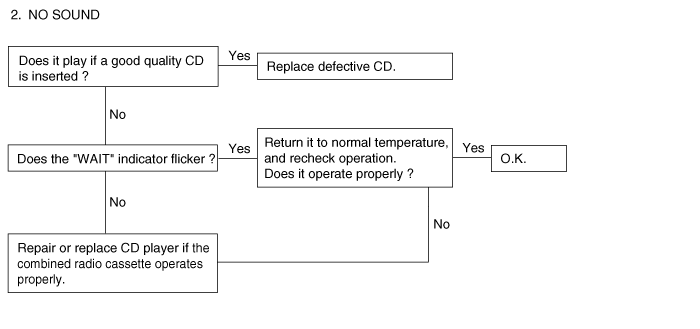 2. NO SOUND
Does it play if a good quality CD
is inserted ?
Yes
Replace defective CD.
No
Does the "WAIT" indicator flicker ?
Yes
Return it to normal temperature,
and recheck operation.
Does it operate properly ?
Yes
O.K.
No
No
Repair or replace CD player if the
combined radio cassette operates
properly.